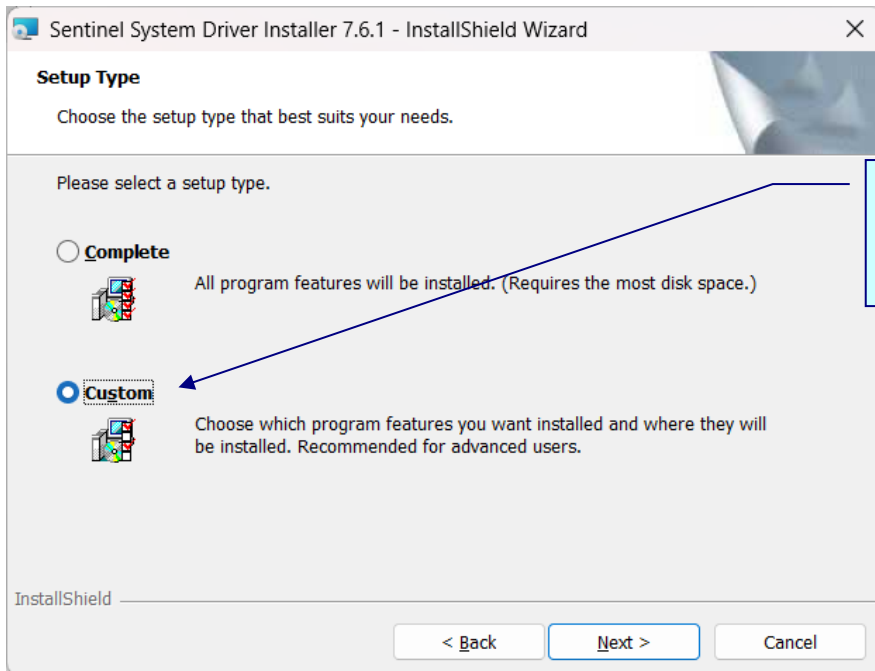 Sentinel System Driver Installer 7.6.1 - InstallShield Wizard
Setup Type
Choose the setup type that best suits your needs.
Please select a setup type.
Complete
All program features will be installed. (Requires the most disk space.)
Custom
Choose which program features you want installed and where they will
be installed. Recommended for advanced users.
InstallShield
< Back Next > Cancel